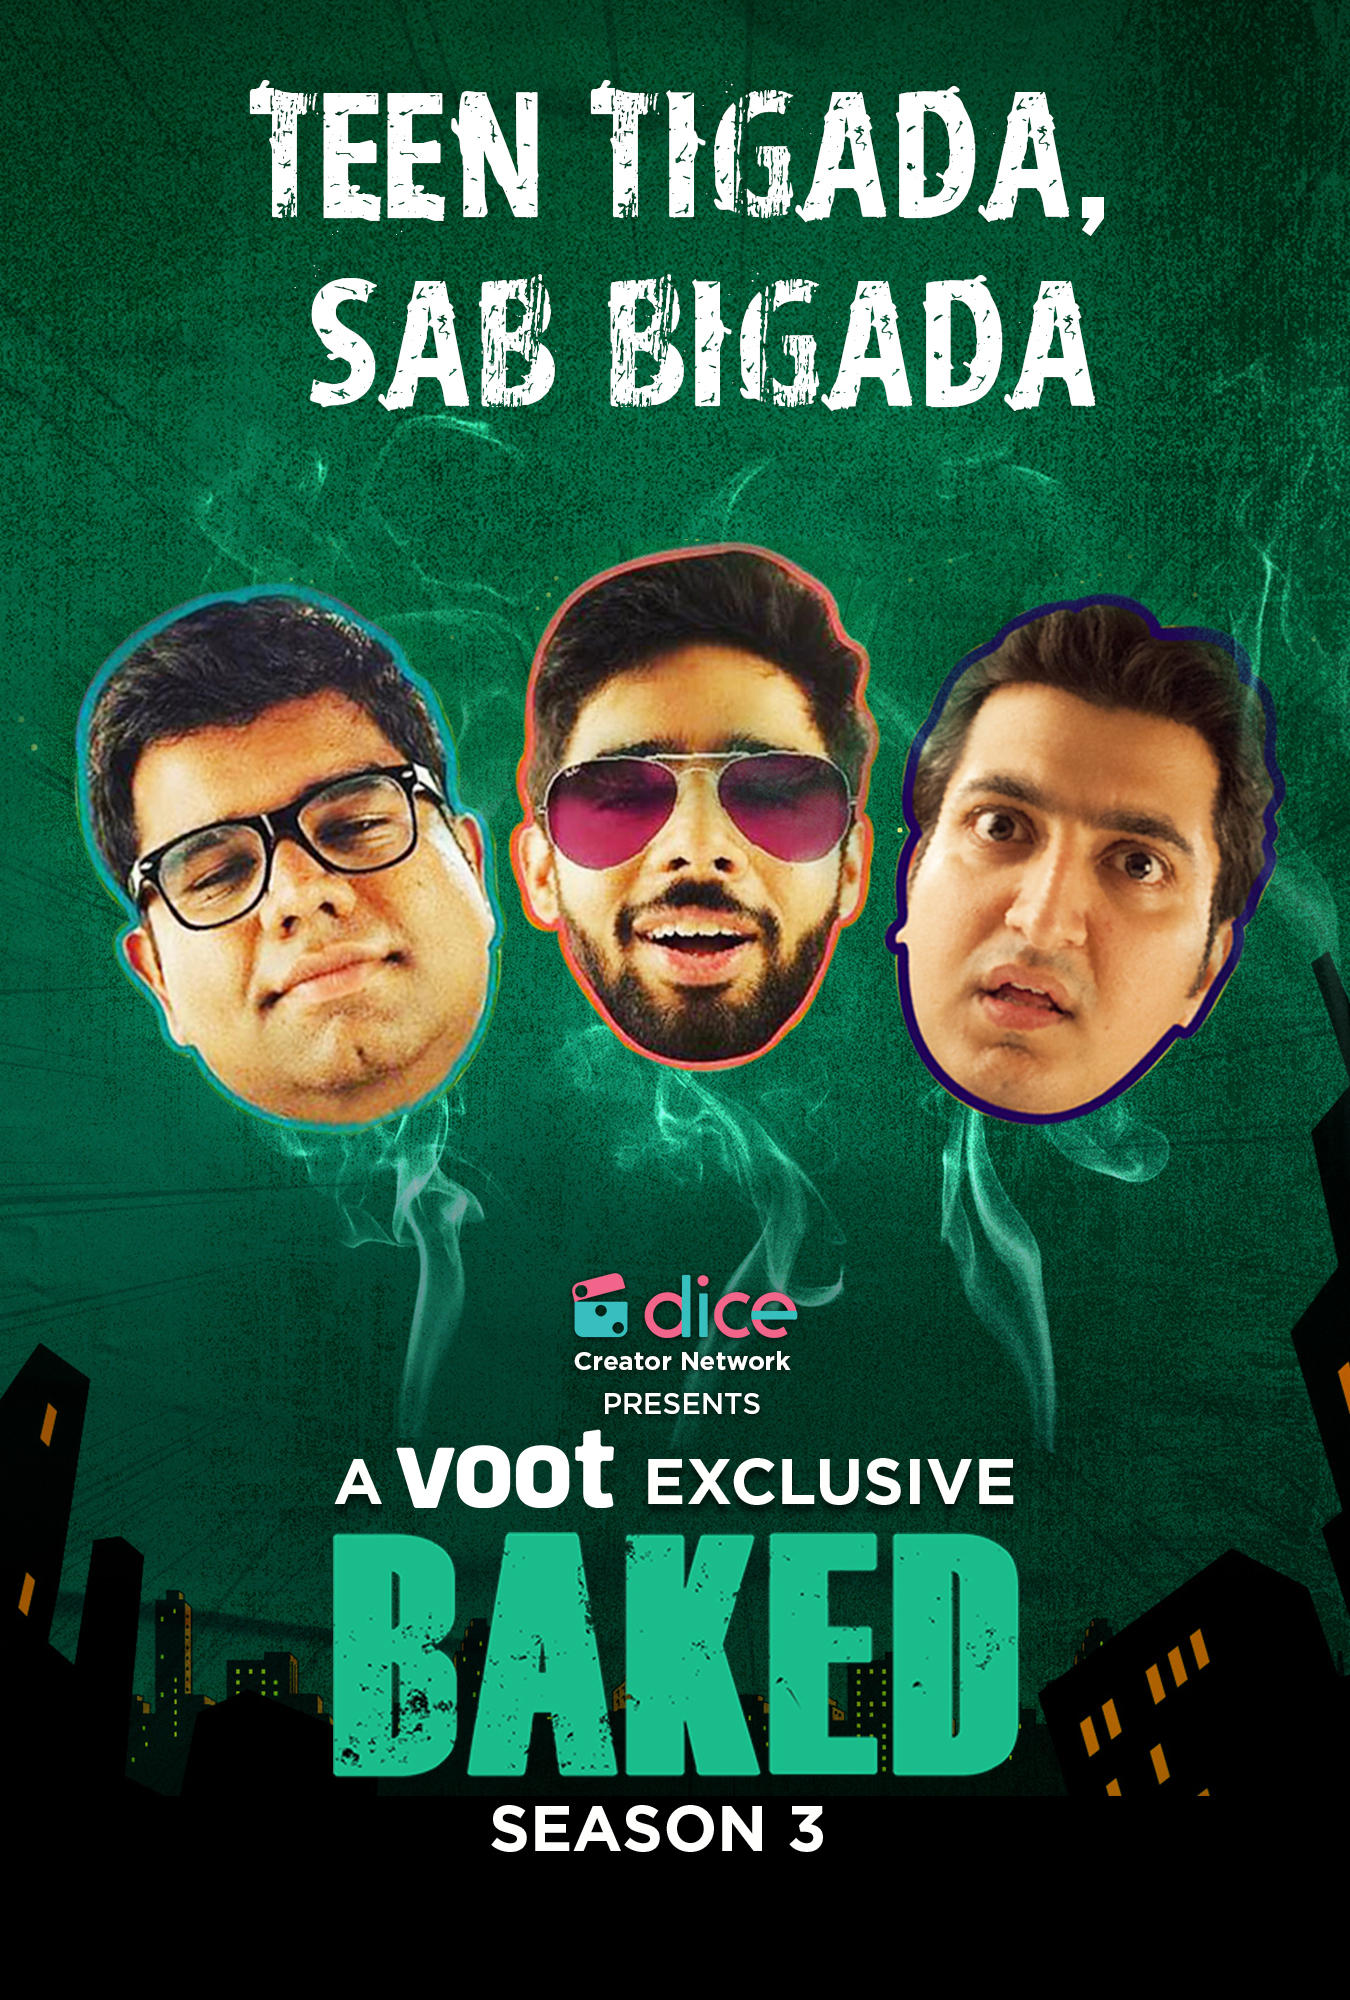 TEEN TIGADA,
SAB BIGADA
dice
Creator Network
PRESENTS
A VOOT EXCLUSIVE
BAKED
SEASON 3